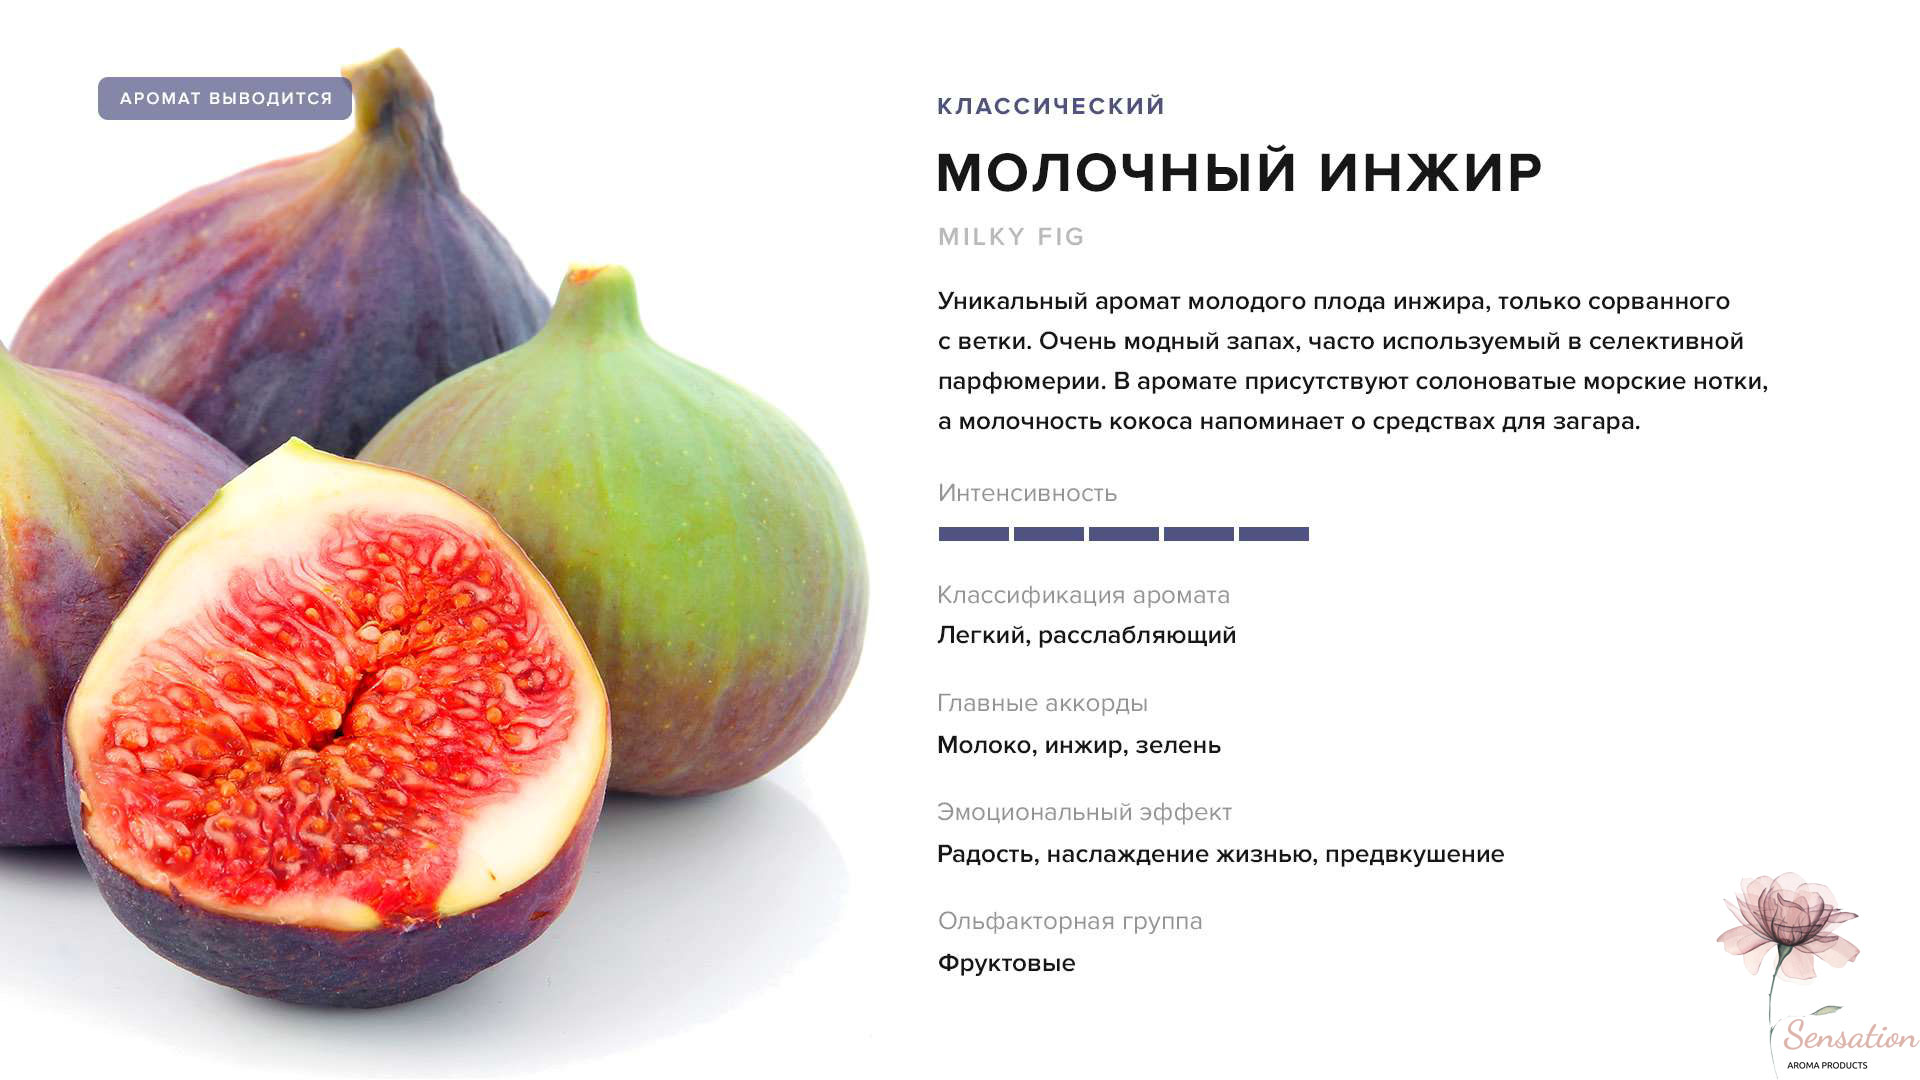 АРОМАТ ВЫВОДИТСЯ
КЛАССИЧЕСКИЙ
МОЛОЧНЫЙ ИНЖИР
MILKY FIG
Уникальный аромат молодого плода инжира, только сорванного
с ветки. Очень модный запах, часто используемый в селективной
парфюмерии. В аромате присутствуют солоноватые морские нотки,
а молочность кокоса напоминает о средствах для загара.
Интенсивность
Классификация аромата
Легкий, расслабляющий
Главные аккорды
Молоко, инжир, зелень
Эмоциональный эффект
Радость, наслаждение жизнью, предвкушение
Ольфакторная группа
Фруктовые
Sensation
AROMA PRODUCTS